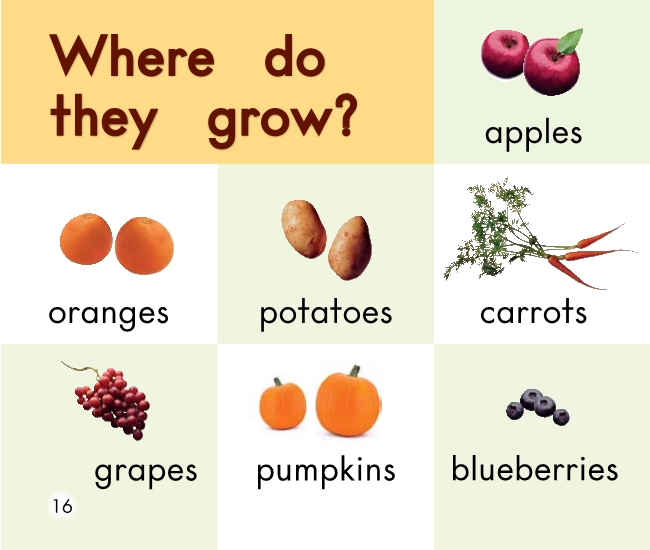 Where do
they grow?
apples
oranges
potatoes
carrots
grapes
pumpkins
blueberries
16